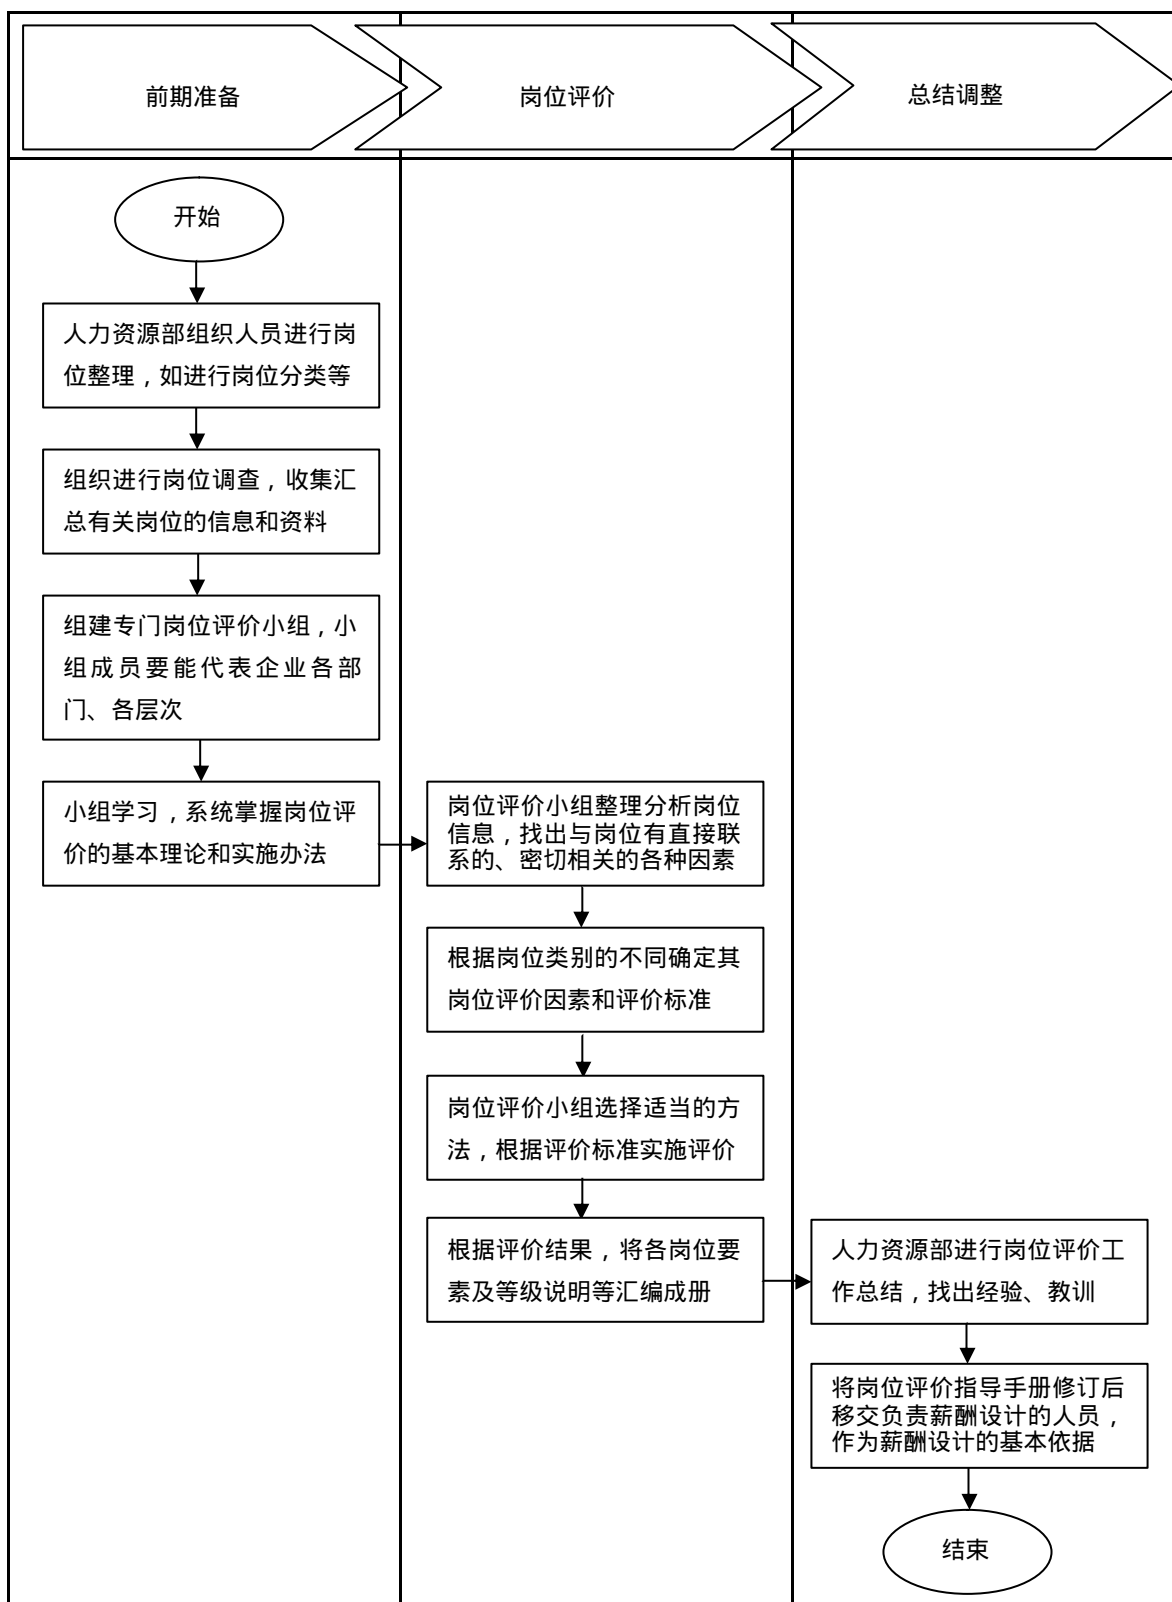 前期准备
岗位评价
总结调整
开始
人力资源部组织人员进行岗
位整理，如进行岗位分类等
组织进行岗位调查，收集汇
总有关岗位的信息和资料
组建专门岗位评价小组，小
组成员要能代表企业各部
门、各层次
小组学习，系统掌握岗位评
价的基本理论和实施办法
岗位评价小组整理分析岗位
信息，找出与岗位有直接联
系的、密切相关的各种因素
根据岗位类别的不同确定其
岗位评价因素和评价标准
岗位评价小组选择适当的方
法，根据评价标准实施评价
根据评价结果，将各岗位要
素及等级说明等汇编成册
人力资源部进行岗位评价工
作总结，找出经验、教训
将岗位评价指导手册修订后
移交负责薪酬设计的人员，
作为薪酬设计的基本依据
结束